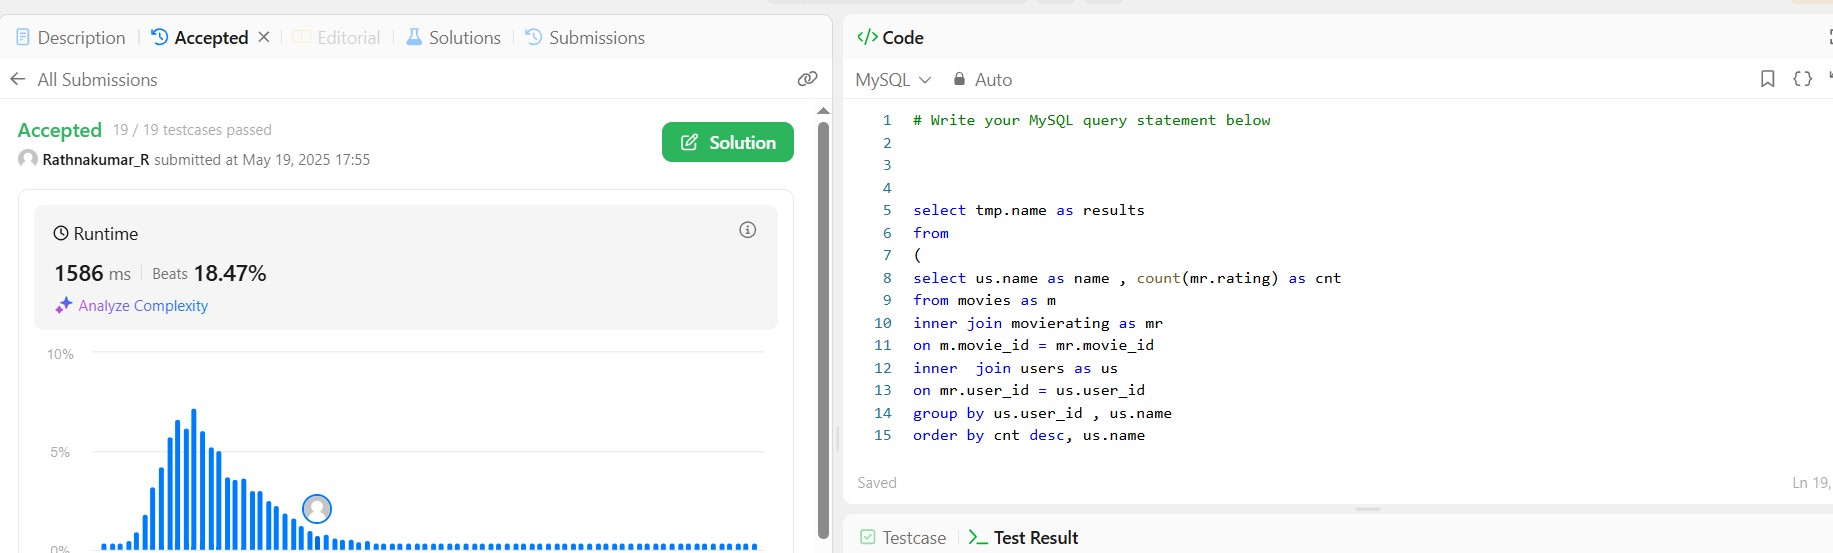 Description
Accepted
Editorial
Solutions
Submissions
All Submissions
Accepted 19 / 19 testcases passed
Rathnakumar_R submitted at May 19, 2025 17:55
Solution
Runtime
1586 ms Beats 18.47%
Analyze Complexity
10%
5%
0%
</> Code
MySQL Auto
{}
1 # Write your MySQL query statement below
2
3
4
5 select tmp.name as results
6 from
7 (
8 select us.name as name , count(mr.rating) as cnt
9 from movies as m
10 inner join movierating as mr
11 on m.movie_id = mr.movie_id
12 inner  join users as us
13 on mr.user_id = us.user_id
14 group by us.user_id , us.name
15 order by cnt desc, us.name
Saved
Ln 19,
Testcase
>_ Test Result